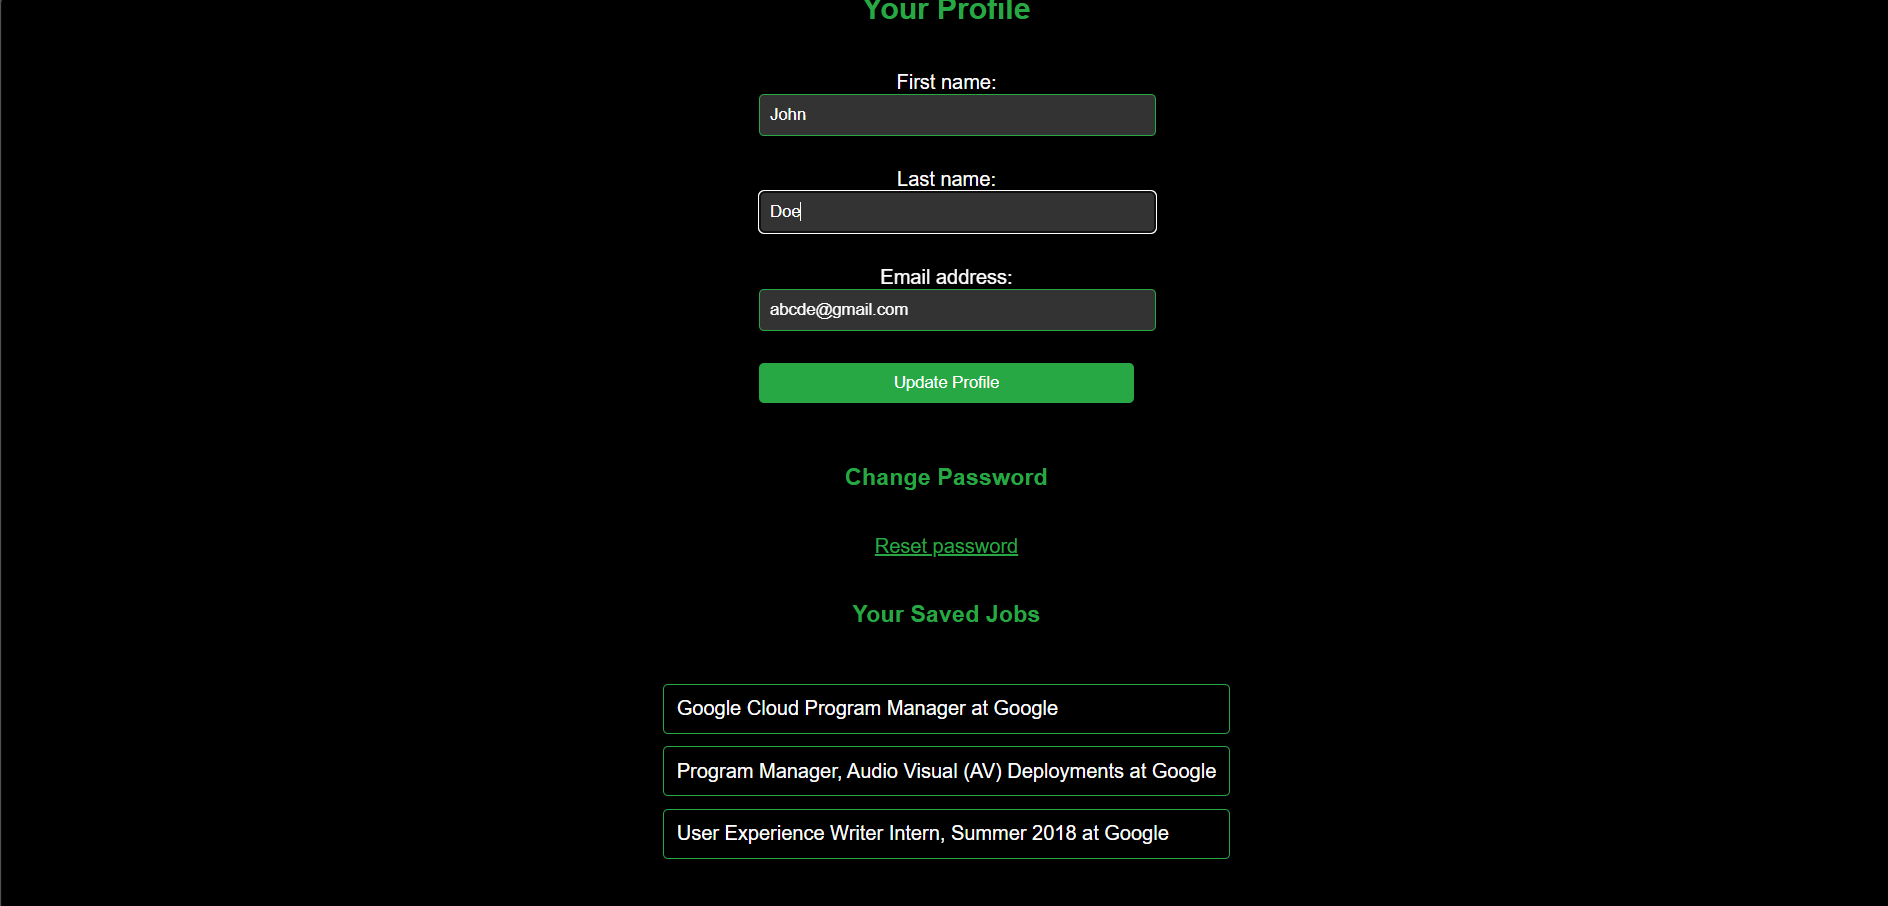 Your Profile
First name:
John
Last name:
Doe
Email address:
abcde@gmail.com
Update Profile
Change Password
Reset password
Your Saved Jobs
Google Cloud Program Manager at Google
Program Manager, Audio Visual (AV) Deployments at Google
User Experience Writer Intern, Summer 2018 at Google